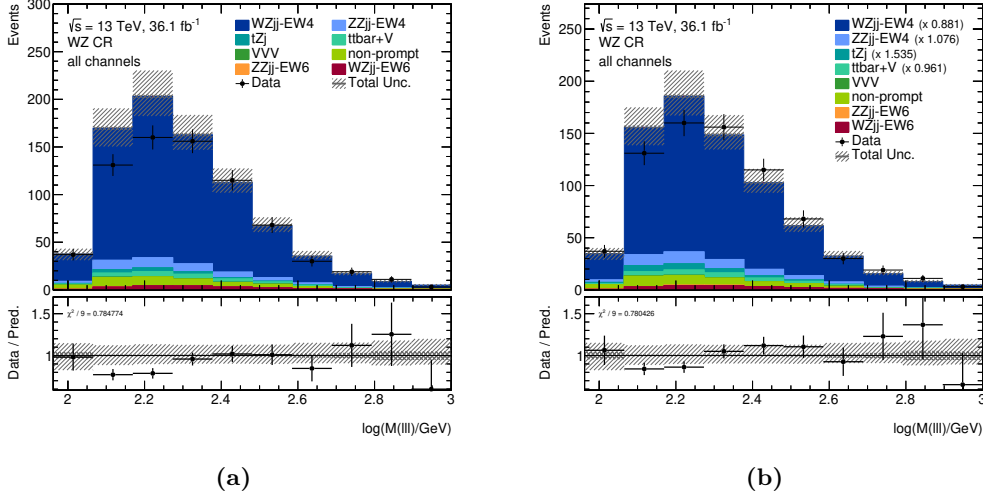 Events
300
250
200
150
100
50
0
√s = 13 TeV, 36.1 fb⁻¹
WZ CR
all channels
WZjj-EW4
tZj
VVV
ZZjj-EW6
Data
ZZjj-EW4
ttbar+V
non-prompt
WZjj-EW6
Total Unc.
Data / Pred.
1.5
1
χ² / 9 = 0.784774
2 2.2 2.4 2.6 2.8 3
log(M(lll)/GeV)
(a)
Events
250
200
150
100
50
0
√s = 13 TeV, 36.1 fb⁻¹
WZ CR
all channels
WZjj-EW4 (x 0.881)
ZZjj-EW4 (x 1.076)
tZj (x 1.535)
ttbar+V (x 0.961)
VVV
non-prompt
ZZjj-EW6
WZjj-EW6
Data
Total Unc.
Data / Pred.
1.5
1
χ² / 9 = 0.780426
2 2.2 2.4 2.6 2.8 3
log(M(lll)/GeV)
(b)